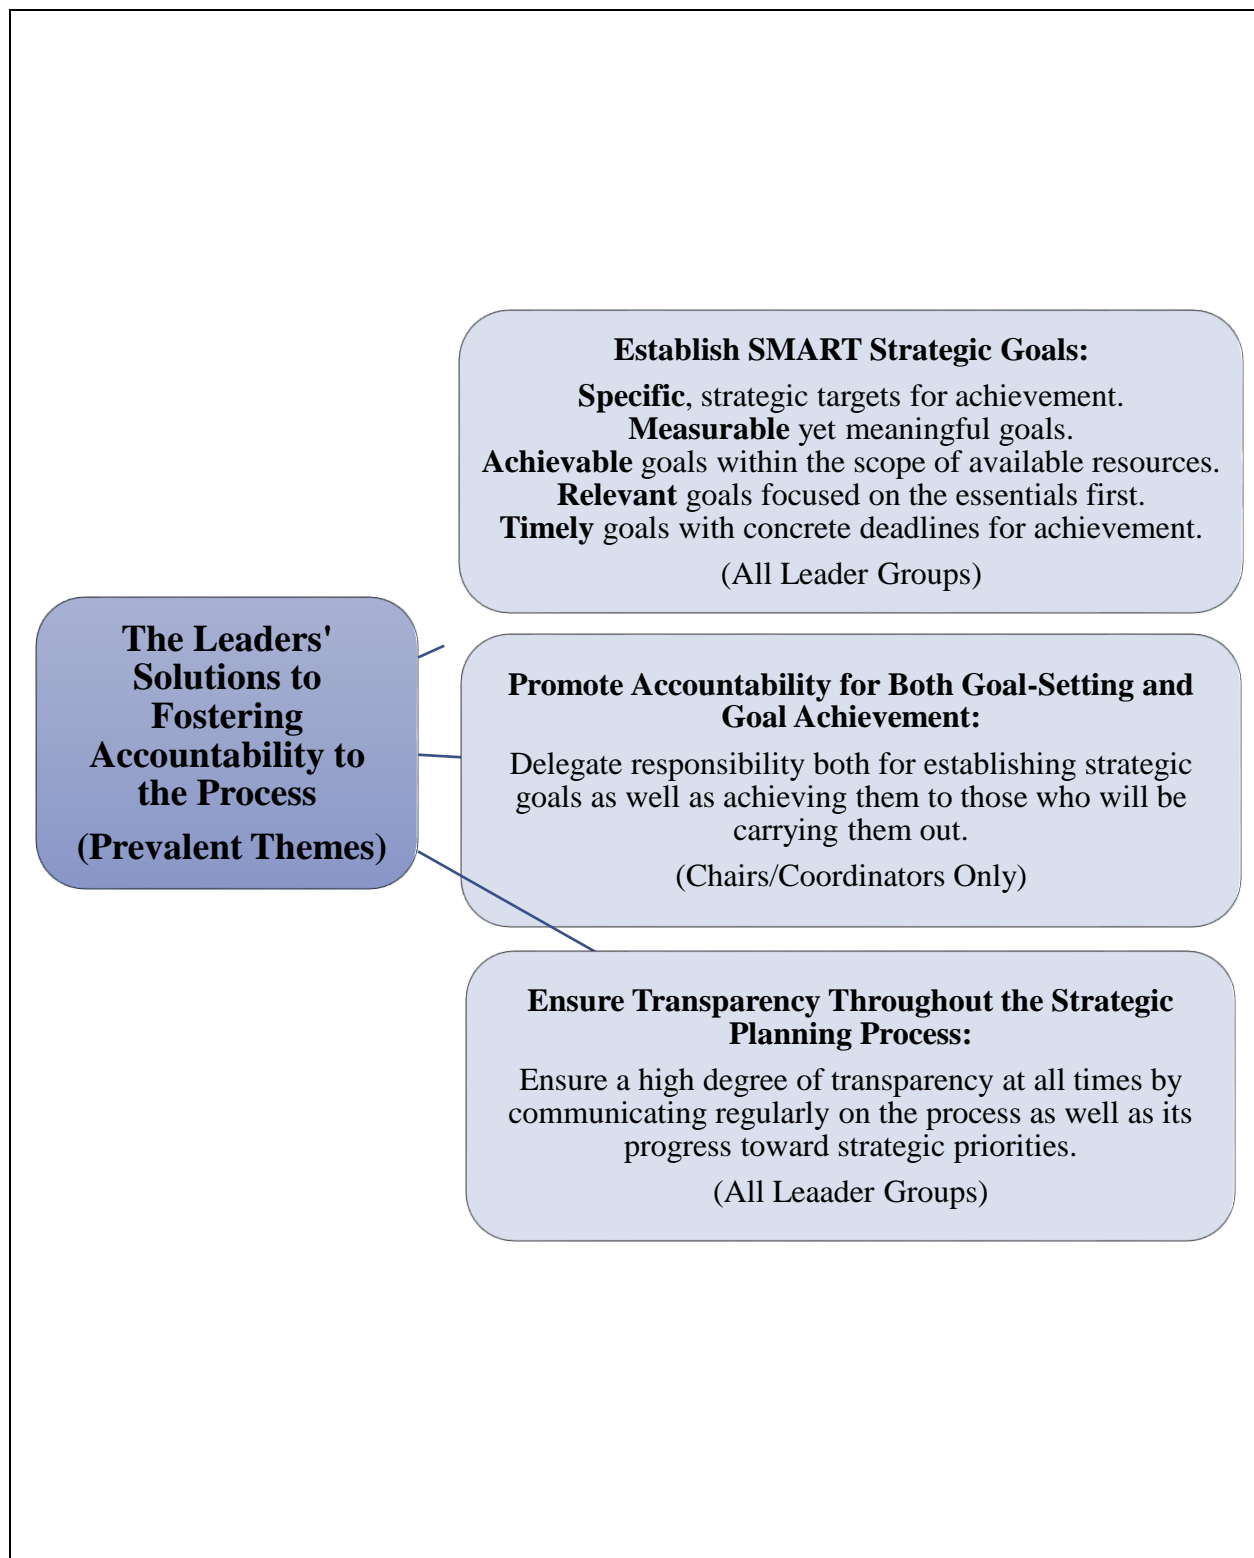 The Leaders'
Solutions to
Fostering
Accountability to
the Process
(Prevalent Themes)
Establish SMART Strategic Goals:
Specific, strategic targets for achievement.
Measurable yet meaningful goals.
Achievable goals within the scope of available resources.
Relevant goals focused on the essentials first.
Timely goals with concrete deadlines for achievement.
(All Leader Groups)
Promote Accountability for Both Goal-Setting and
Goal Achievement:
Delegate responsibility both for establishing strategic
goals as well as achieving them to those who will be
carrying them out.
(Chairs/Coordinators Only)
Ensure Transparency Throughout the Strategic
Planning Process:
Ensure a high degree of transparency at all times by
communicating regularly on the process as well as its
progress toward strategic priorities.
(All Leaader Groups)